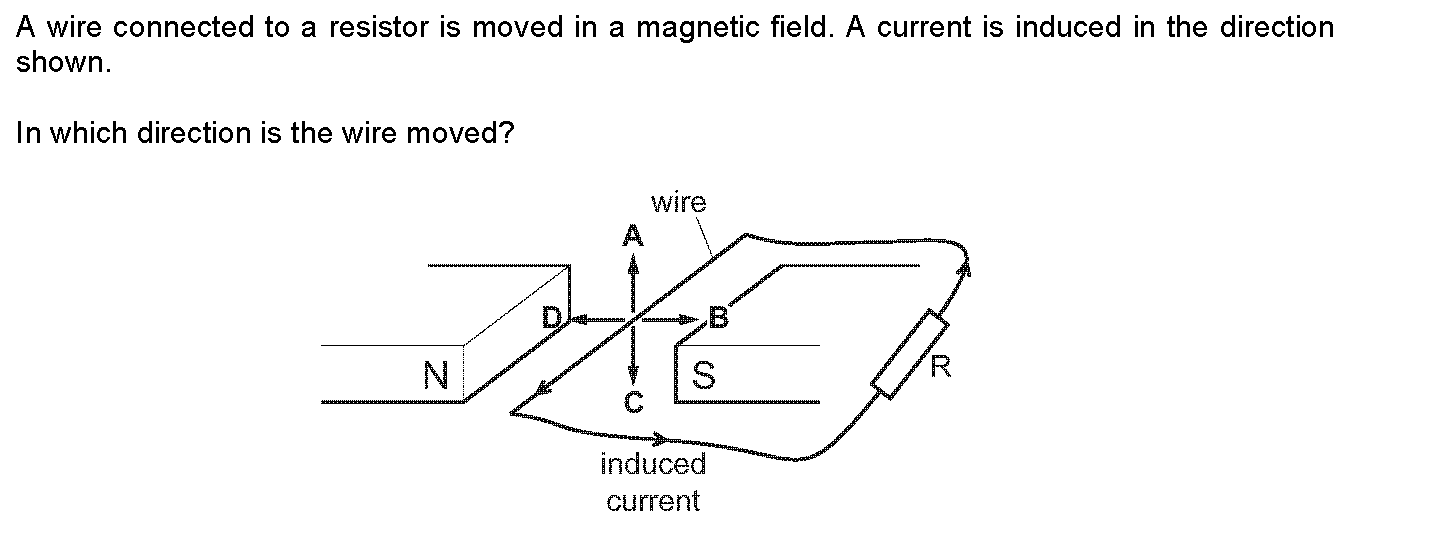 A wire connected to a resistor is moved in a magnetic field. A current is induced in the direction
shown.
In which direction is the wire moved?
wire
A
D
B
N
S
R
C
induced
current